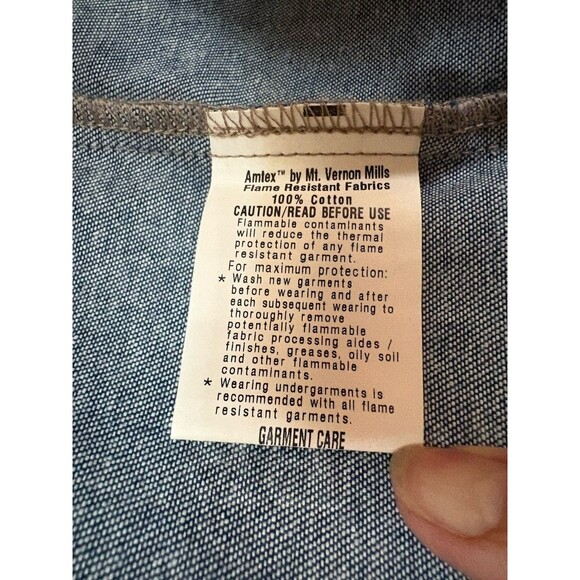 Amtex™ by Mt. Vernon Mills
Flame Resistant Fabrics
100% Cotton
CAUTION/READ BEFORE USE
Flammable contaminants
will reduce the thermal
protection of any flame
resistant garment.
For maximum protection:
* Wash new garments
before wearing and after
each subsequent wearing to
thoroughly remove
potentially flammable
fabric processing aides /
finishes, greases, oily soil
and other flammable
contaminants.
* Wearing undergarments is
recommended with all flame
resistant garments.
GARMENT CARE